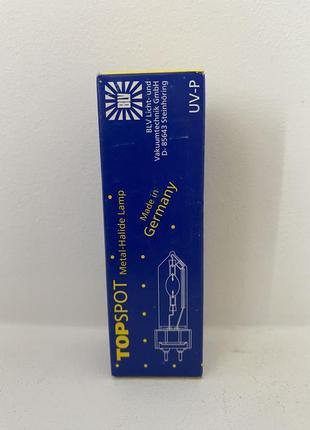 BLV
BLV Licht- und
Vakuumtechnik GmbH
D- 85643 Steinhöring
UV-P
TOPSPOT
Metal-Halide Lamp
Made in
Germany